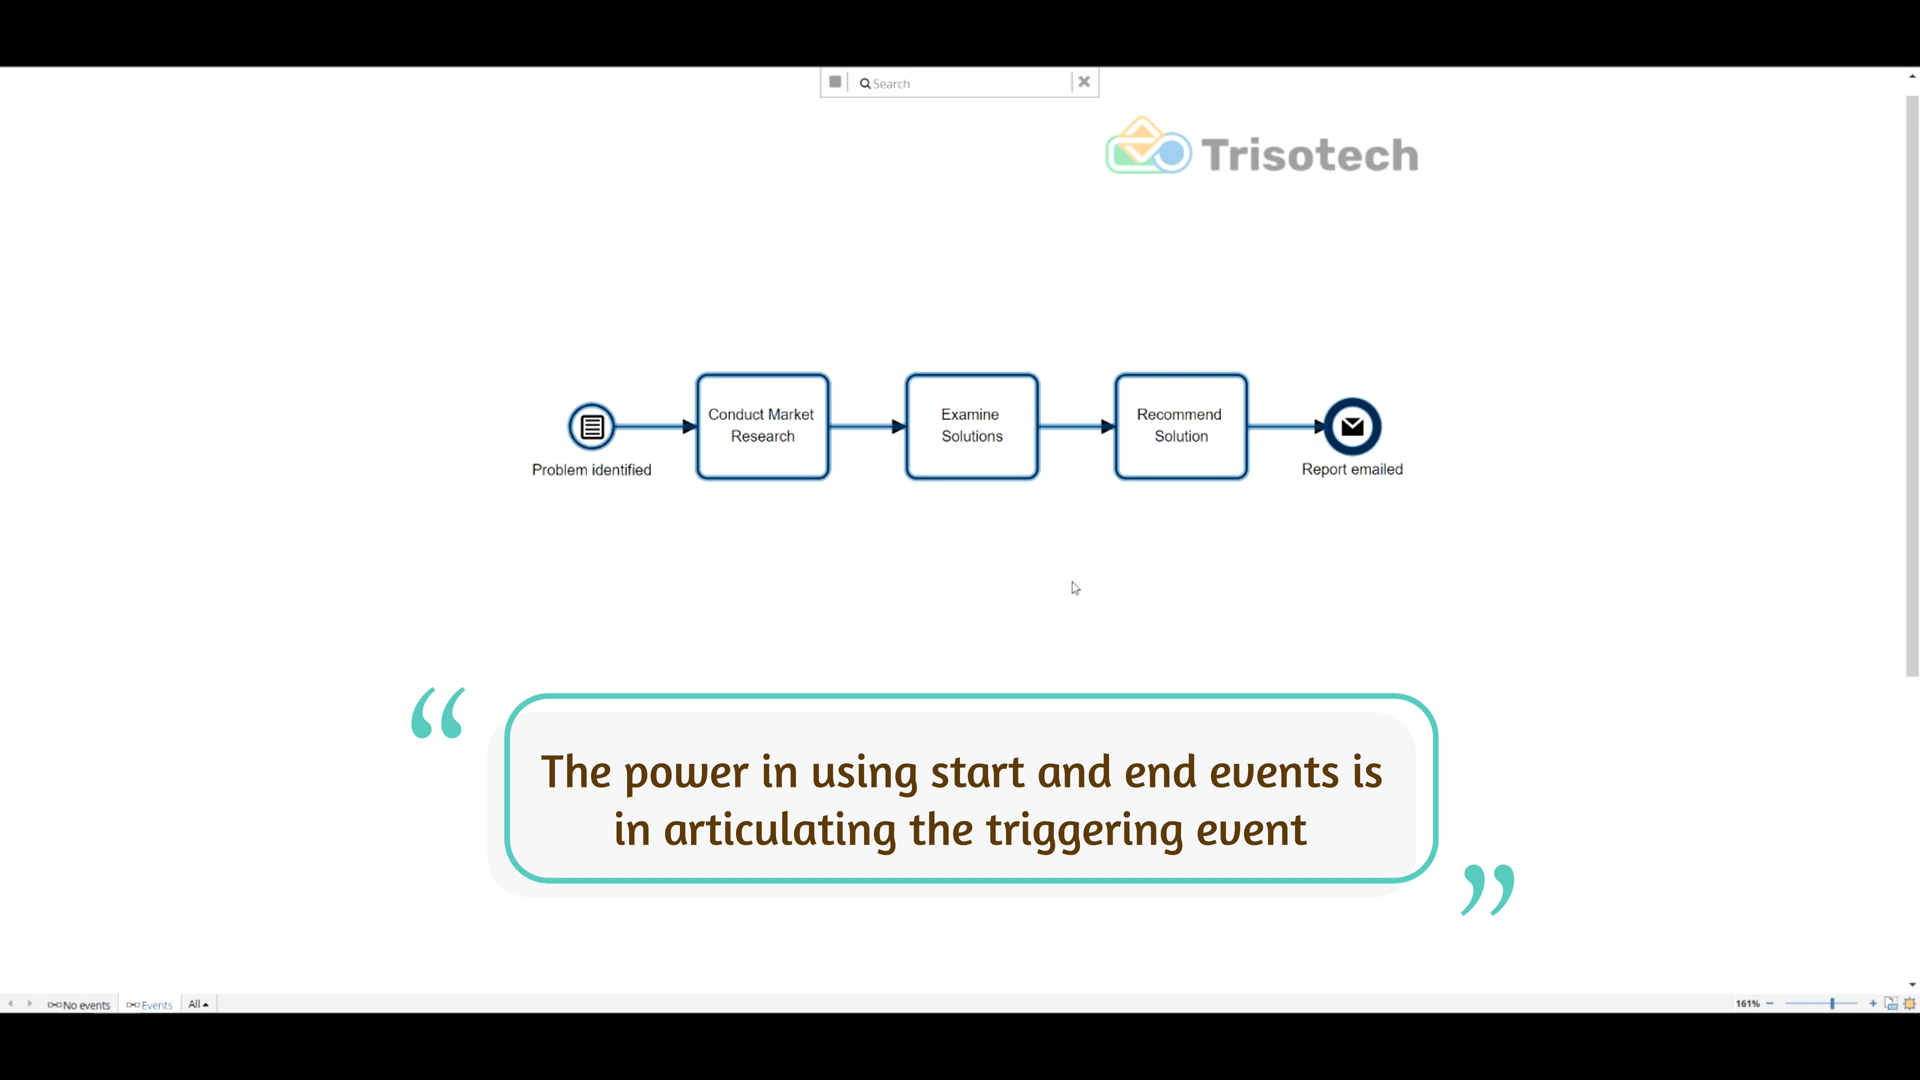 Search
Trisotech
Conduct Market
Research
Examine
Solutions
Recommend
Solution
Problem identified
Report emailed
“
The power in using start and end events is
in articulating the triggering event
”
No events
Events
All
161%